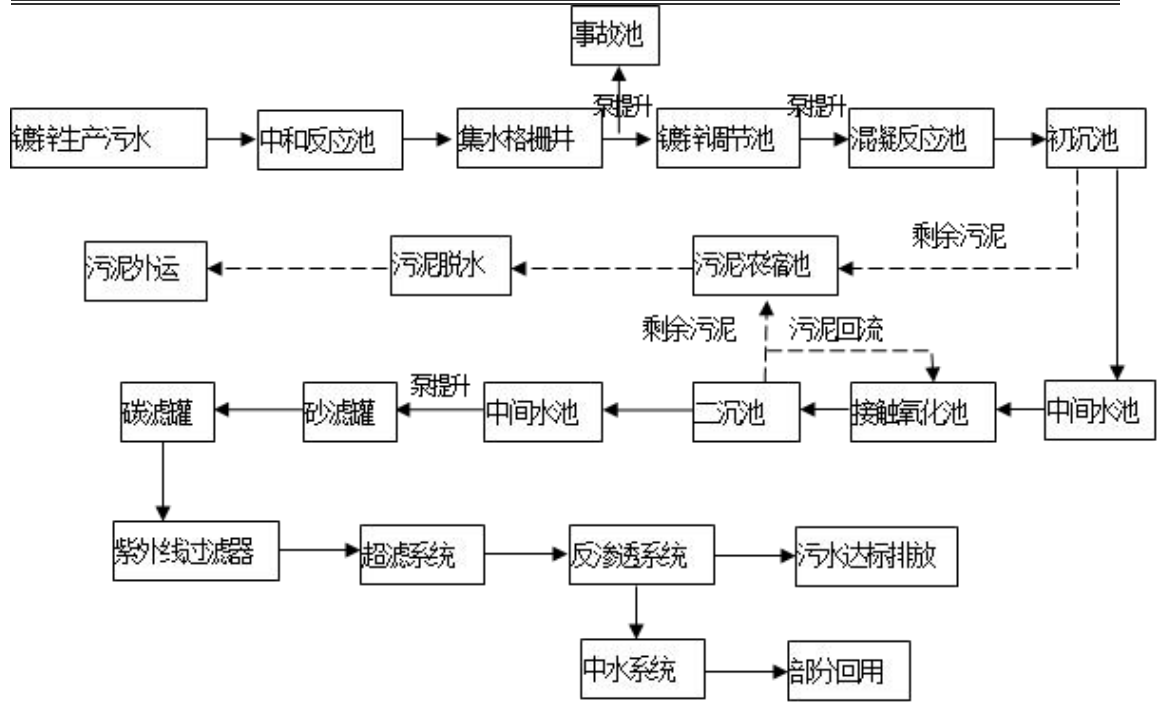 事故池
泵提升
泵提升
镀锌生产污水
中和反应池
集水格栅井
镀锌调节池
混凝反应池
初沉池
剩余污泥
污泥外运
污泥脱水
污泥浓缩池
剩余污泥
污泥回流
泵提升
碳滤罐
砂滤罐
中间水池
二沉池
接触氧化池
中间水池
紫外线过滤器
超滤系统
反渗透系统
污水达标排放
中水系统
部分回用